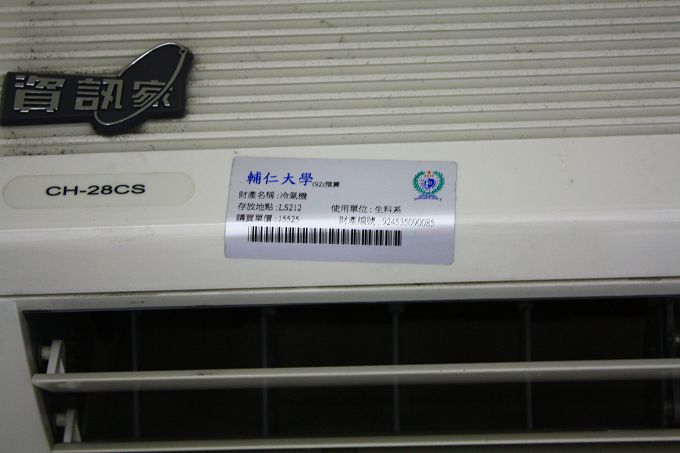 資訊家
CH-28CS
輔仁大學(92)預算
財產名稱:冷氣機
存放地點:LS212 使用單位:生科系
購買單價:15525 財產編號:924535090085